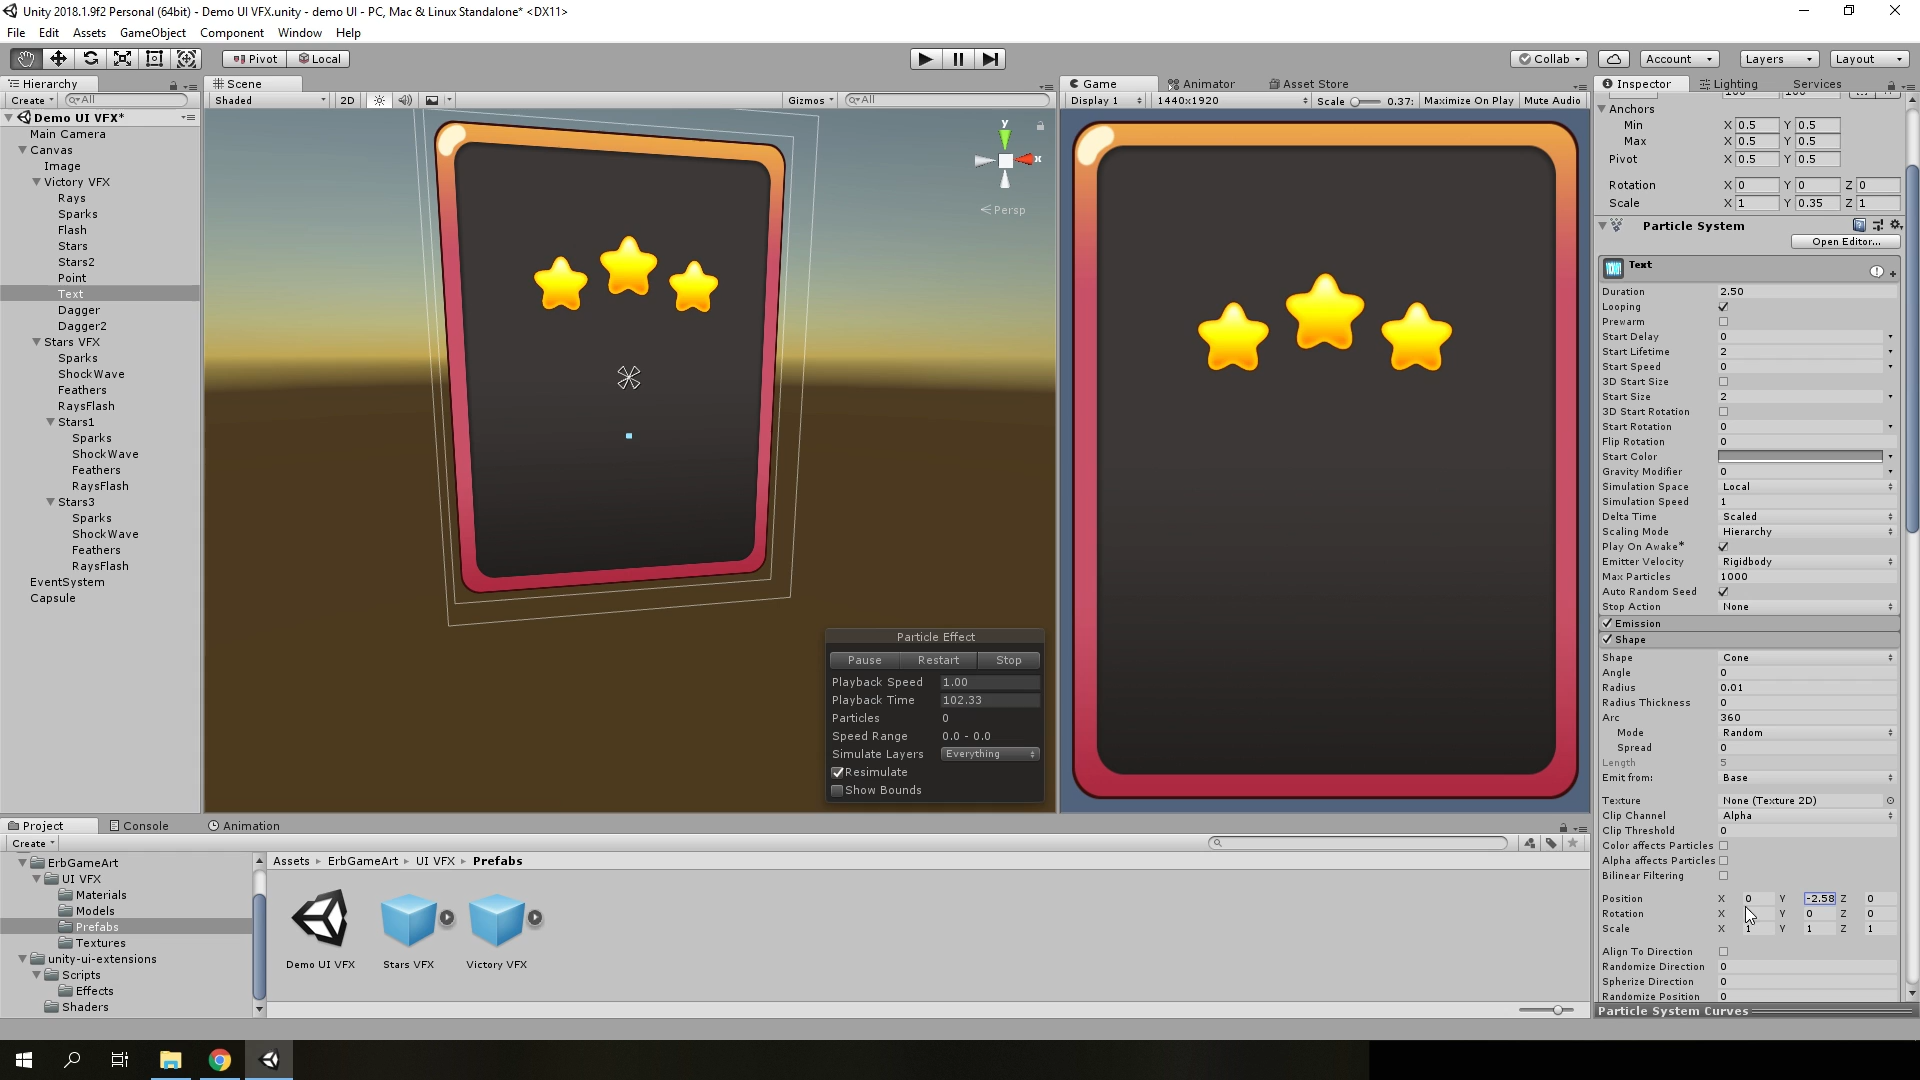 Unity 2018.1.9f2 Personal (64bit) - Demo UI VFX.unity - demo UI - PC, Mac & Linux Standalone* <DX11>
File Edit Assets GameObject Component Window Help
Pivot Local Collab Account Layers Layout
Hierarchy
Create All
Demo UI VFX*
Main Camera
Canvas
Image
Victory VFX
Rays
Sparks
Flash
Stars
Stars2
Point
Text
Dagger
Dagger2
Stars VFX
Sparks
ShockWave
Feathers
RaysFlash
Stars1
Sparks
ShockWave
Feathers
RaysFlash
Stars3
Sparks
ShockWave
Feathers
RaysFlash
EventSystem
Capsule
Scene
Shaded 2D Gizmos All
y
x
Persp
Particle Effect
Pause Restart Stop
Playback Speed 1.00
Playback Time 102.33
Particles 0
Speed Range 0.0 - 0.0
Simulate Layers Everything
Resimulate
Show Bounds
Game Animator Asset Store
Display 1 1440x1920 Scale 0.37: Maximize On Play Mute Audio
Inspector Lighting Services
Anchors
Min X 0.5 Y 0.5
Max X 0.5 Y 0.5
Pivot X 0.5 Y 0.5
Rotation X 0 Y 0 Z 0
Scale X 1 Y 0.35 Z 1
Particle System
Open Editor...
Text
Duration 2.50
Looping
Prewarm
Start Delay 0
Start Lifetime 2
Start Speed 0
3D Start Size
Start Size 2
3D Start Rotation
Start Rotation 0
Flip Rotation 0
Start Color
Gravity Modifier 0
Simulation Space Local
Simulation Speed 1
Delta Time Scaled
Scaling Mode Hierarchy
Play On Awake*
Emitter Velocity Rigidbody
Max Particles 1000
Auto Random Seed
Stop Action None
Emission
Shape
Shape Cone
Angle 0
Radius 0.01
Radius Thickness 0
Arc 360
Mode Random
Spread 0
Length 5
Emit from: Base
Texture None (Texture 2D)
Clip Channel Alpha
Clip Threshold 0
Color affects Particles
Alpha affects Particles
Bilinear Filtering
Position X 0 Y -2.58 Z 0
Rotation X Y 0 Z 0
Scale X 1 Y 1 Z 1
Align To Direction
Randomize Direction 0
Spherize Direction 0
Randomize Position 0
Particle System Curves
Project Console Animation
Create
ErbGameArt
UI VFX
Materials
Models
Prefabs
Textures
unity-ui-extensions
Scripts
Effects
Shaders
Assets ErbGameArt UI VFX Prefabs
Demo UI VFX Stars VFX Victory VFX